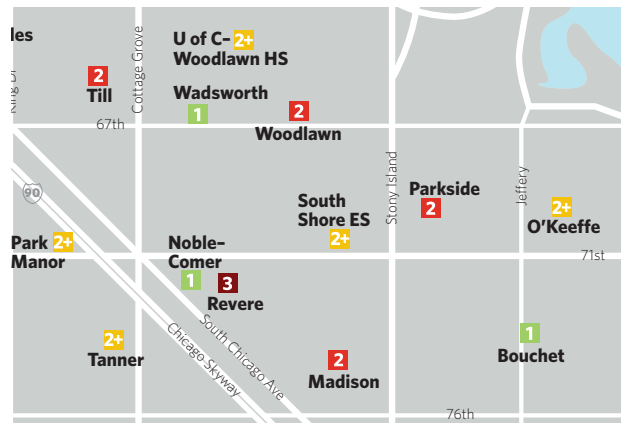 les
U of C– 2+
Woodlawn HS
Cottage Grove
2
Till
Wadsworth
1
2
Woodlawn
67th
Stony Island
Jeffery
90
Parkside
2
South
Shore ES
2+
2+
O'Keeffe
Park 2+
Manor
Noble–
Comer
1
3
Revere
71st
2+
Tanner
South Chicago Ave
Chicago Skyway
2
Madison
1
Bouchet
76th